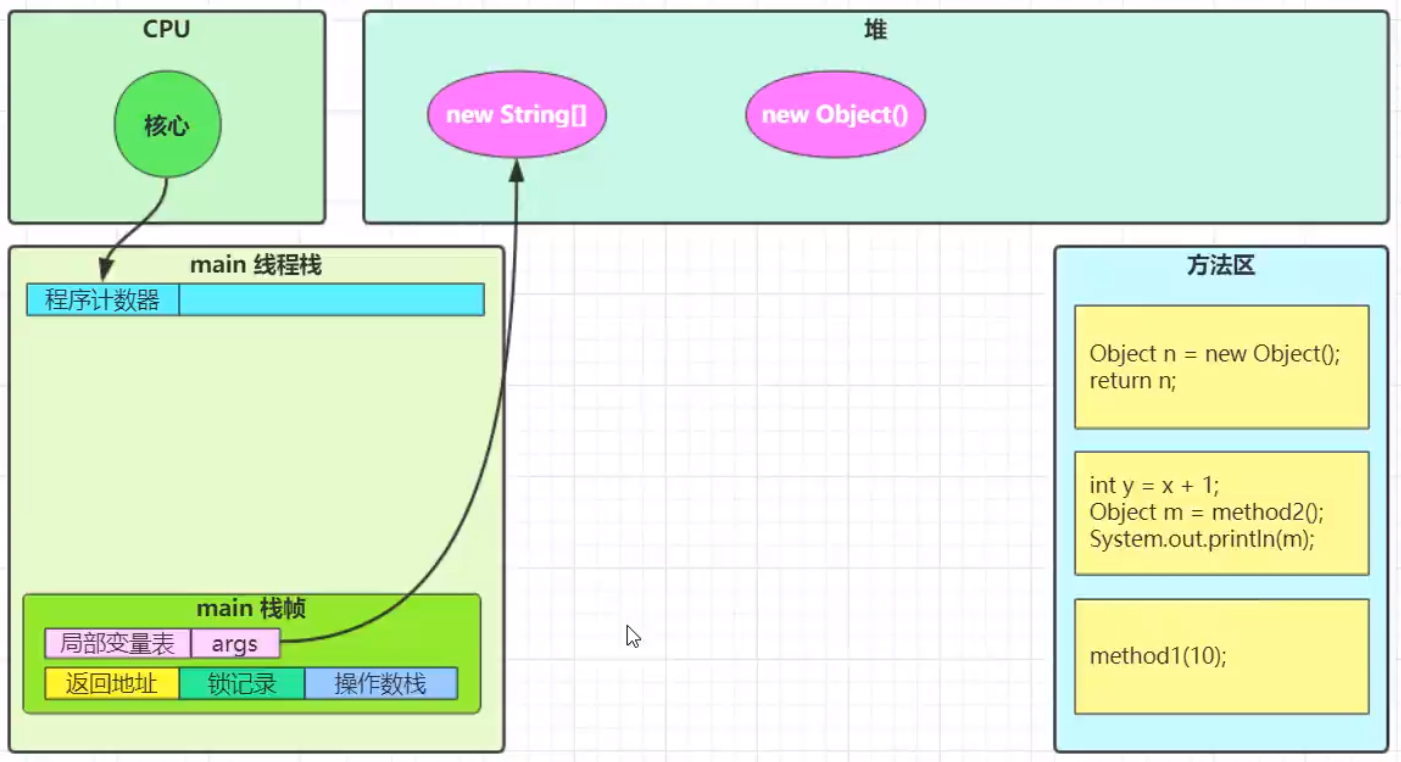 CPU
核心
堆
new String[]
new Object()
main 线程栈
程序计数器
main 栈帧
局部变量表
args
返回地址
锁记录
操作数栈
方法区
Object n = new Object();
return n;
int y = x + 1;
Object m = method2();
System.out.println(m);
method1(10);